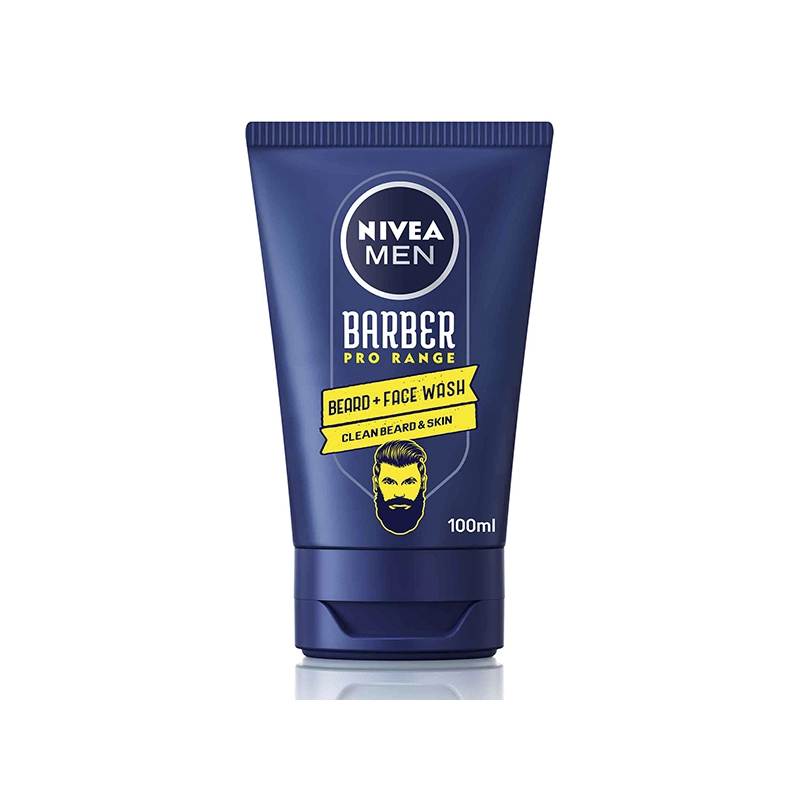 NIVEA
MEN
BARBER
PRO RANGE
BEARD + FACE WASH
CLEAN BEARD & SKIN
100ml